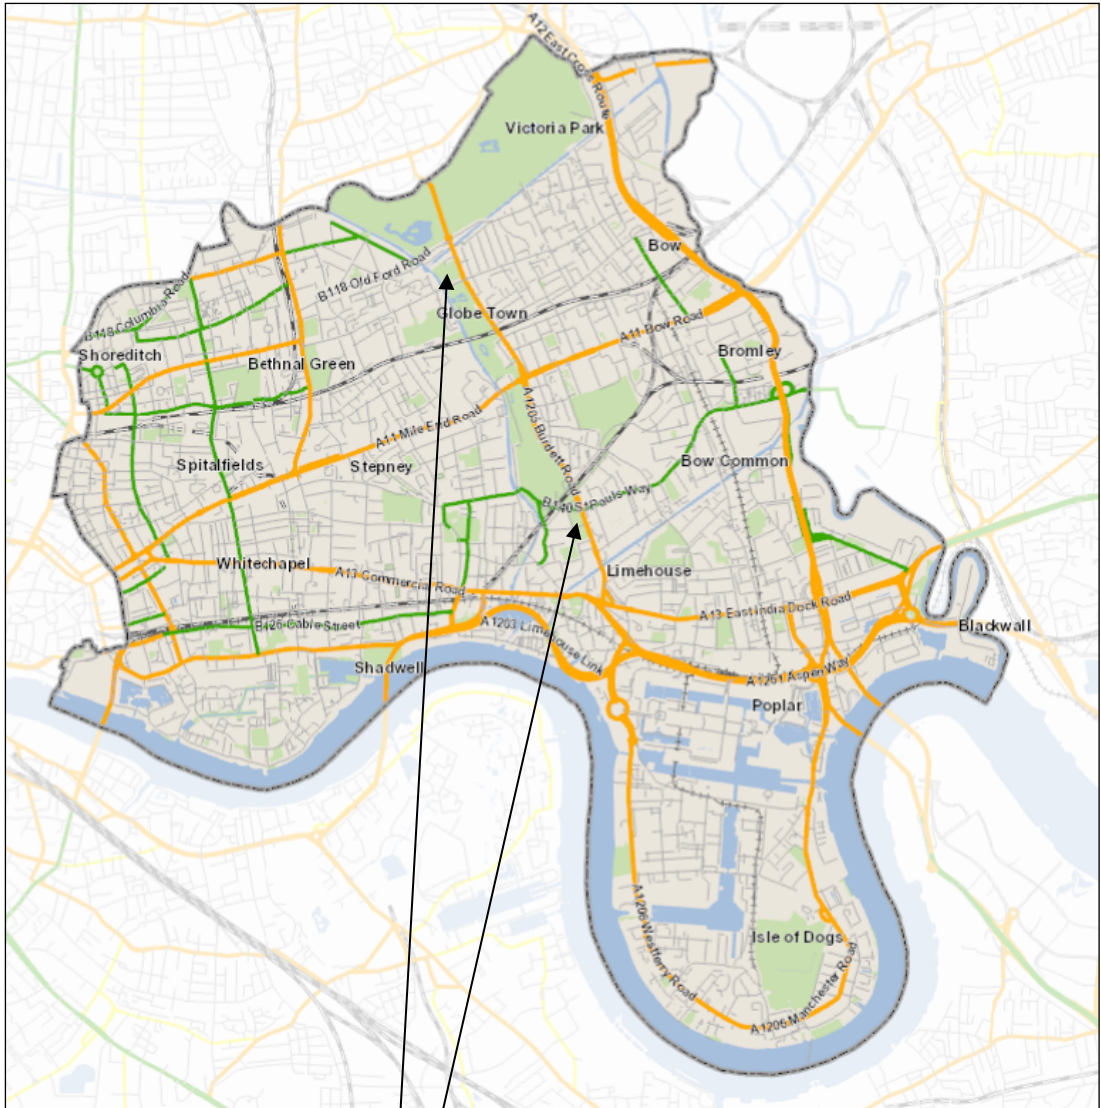 A12 East Cross Route
Victoria Park
Bow
B118 Old Ford Road
B118 Columbia Road
Globe Town
A11 Bow Road
Shoreditch
Bethnal Green
Bromley
A1205 Burdett Road
A11 Mile End Road
Spitalfields
Stepney
Bow Common
B140 St Pauls Way
Whitechapel
Limehouse
A13 Commercial Road
A13 East India Dock Road
B126 Cable Street
A1203 Limehouse Link
Blackwall
Shadwell
A1261 Aspen Way
Poplar
Isle of Dogs
A1206 Westferry Road
A1206 Manchester Road